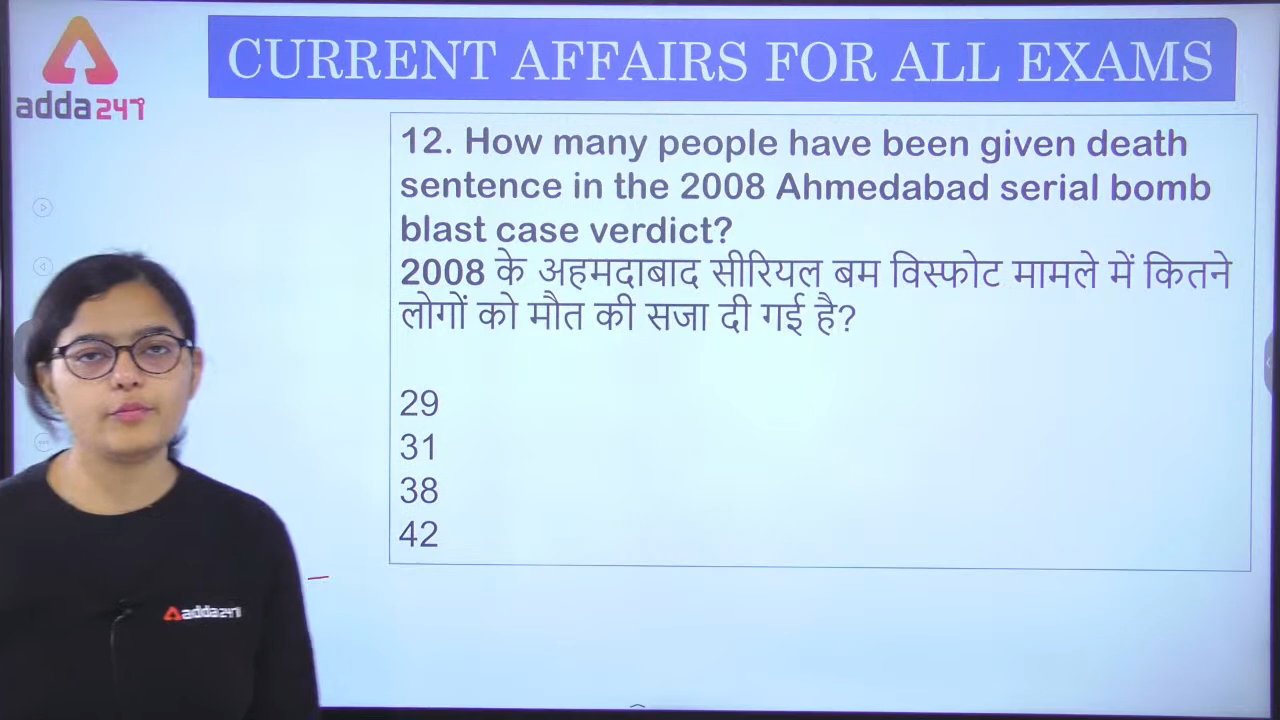 adda247
CURRENT AFFAIRS FOR ALL EXAMS
12. How many people have been given death
sentence in the 2008 Ahmedabad serial bomb
blast case verdict?
2008 के अहमदाबाद सीरियल बम विस्फोट मामले में कितने
लोगों को मौत की सजा दी गई है?
29
31
38
42
adda247